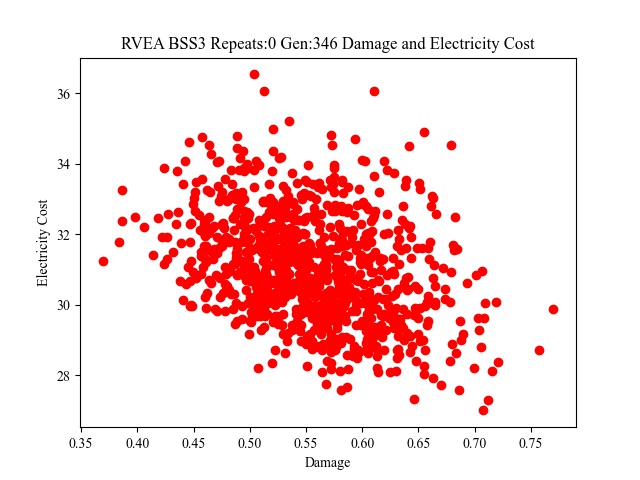 RVEA BSS3 Repeats:0 Gen:346 Damage and Electricity Cost
36
34
32
30
28
Electricity Cost
0.35 0.40 0.45 0.50 0.55 0.60 0.65 0.70 0.75
Damage